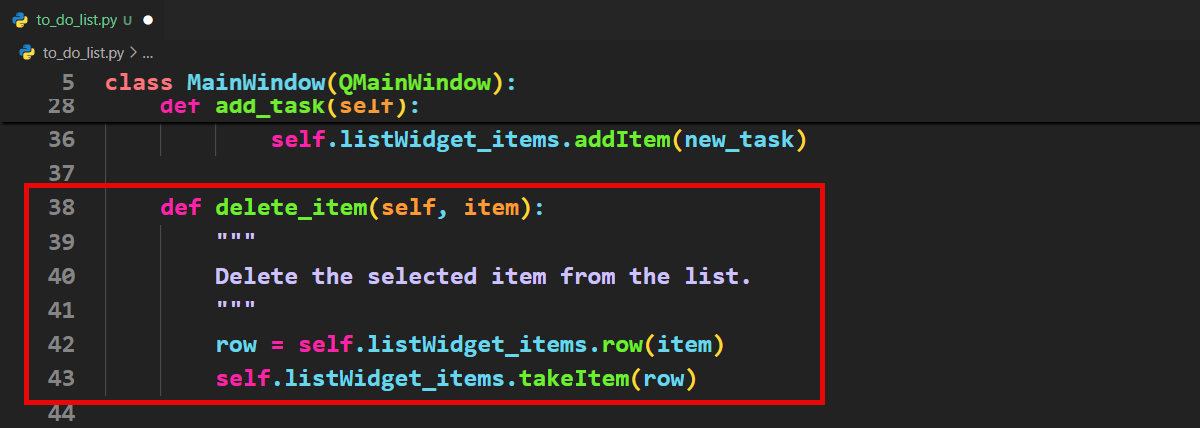 to_do_list.py U
to_do_list.py > ...
5 class MainWindow(QMainWindow):
28 def add_task(self):
36 self.listWidget_items.addItem(new_task)
37
38 def delete_item(self, item):
39 """
40 Delete the selected item from the list.
41 """
42 row = self.listWidget_items.row(item)
43 self.listWidget_items.takeItem(row)
44